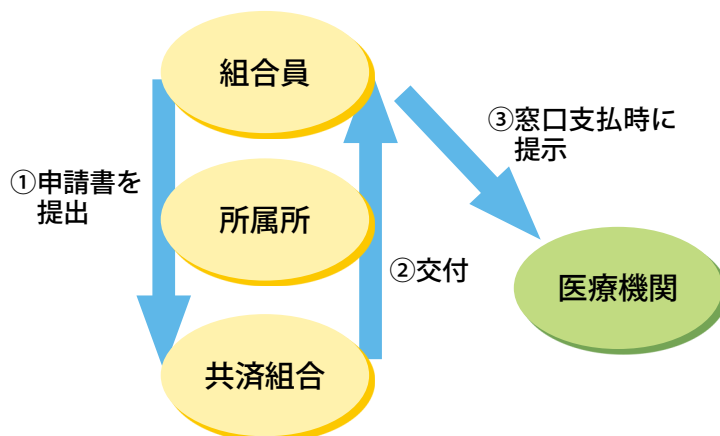 組合員
③窓口支払時に
提示
①申請書を
提出
所属所
②交付
医療機関
共済組合